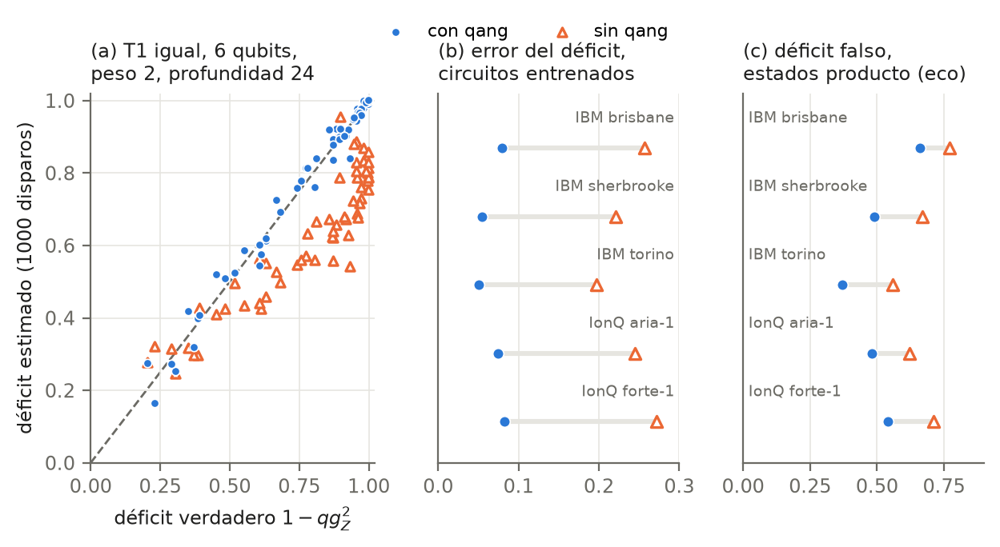 con qang
sin qang
(a) T1 igual, 6 qubits,
peso 2, profundidad 24
déficit estimado (1000 disparos)
1.0
0.8
0.6
0.4
0.2
0.0
0.00 0.25 0.50 0.75 1.00
déficit verdadero $1 - qg_Z^2$
(b) error del déficit,
circuitos entrenados
IBM brisbane
IBM sherbrooke
IBM torino
IonQ aria-1
IonQ forte-1
0.0 0.1 0.2 0.3
(c) déficit falso,
estados producto (eco)
IBM brisbane
IBM sherbrooke
IBM torino
IonQ aria-1
IonQ forte-1
0.00 0.25 0.50 0.75